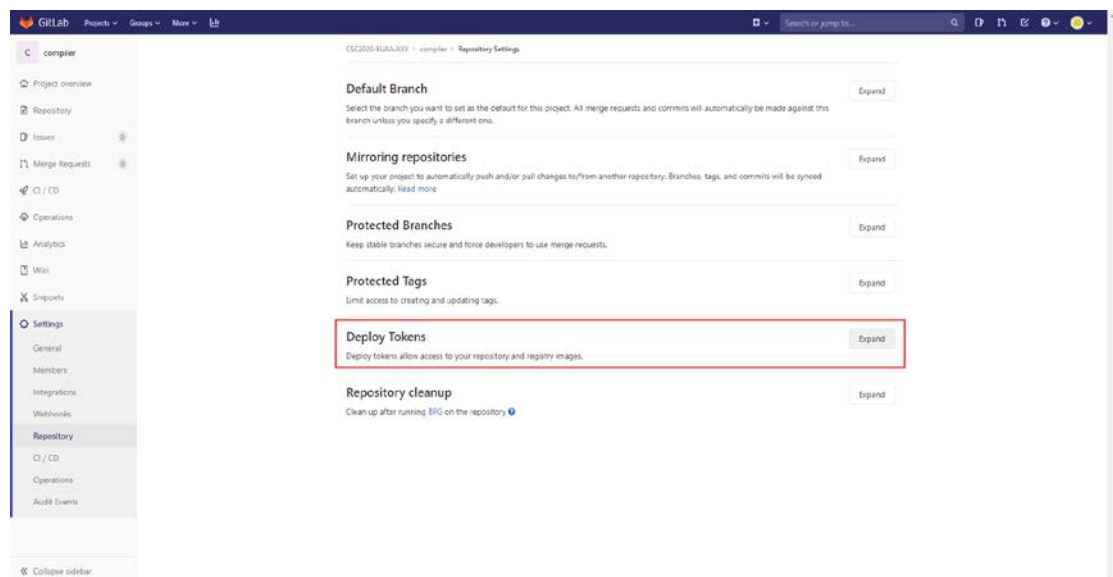 GitLab Projects Groups More Search or jump to...
C compiler
Project overview
Repository
Issues 0
Merge Requests 0
CI / CD
Operations
Analytics
Wiki
Snippets
Settings
General
Members
Integrations
Webhooks
Repository
CI / CD
Operations
Audit Events
Collapse sidebar
CSC2020-BUAA-XXX > compiler > Repository Settings
Default Branch Expand
Select the branch you want to set as the default for this project. All merge requests and commits will automatically be made against this
branch unless you specify a different one.
Mirroring repositories Expand
Set up your project to automatically push and/or pull changes to/from another repository. Branches, tags, and commits will be synced
automatically. Read more
Protected Branches Expand
Keep stable branches secure and force developers to use merge requests.
Protected Tags Expand
Limit access to creating and updating tags.
Deploy Tokens Expand
Deploy tokens allow access to your repository and registry images.
Repository cleanup Expand
Clean up after running BFG on the repository